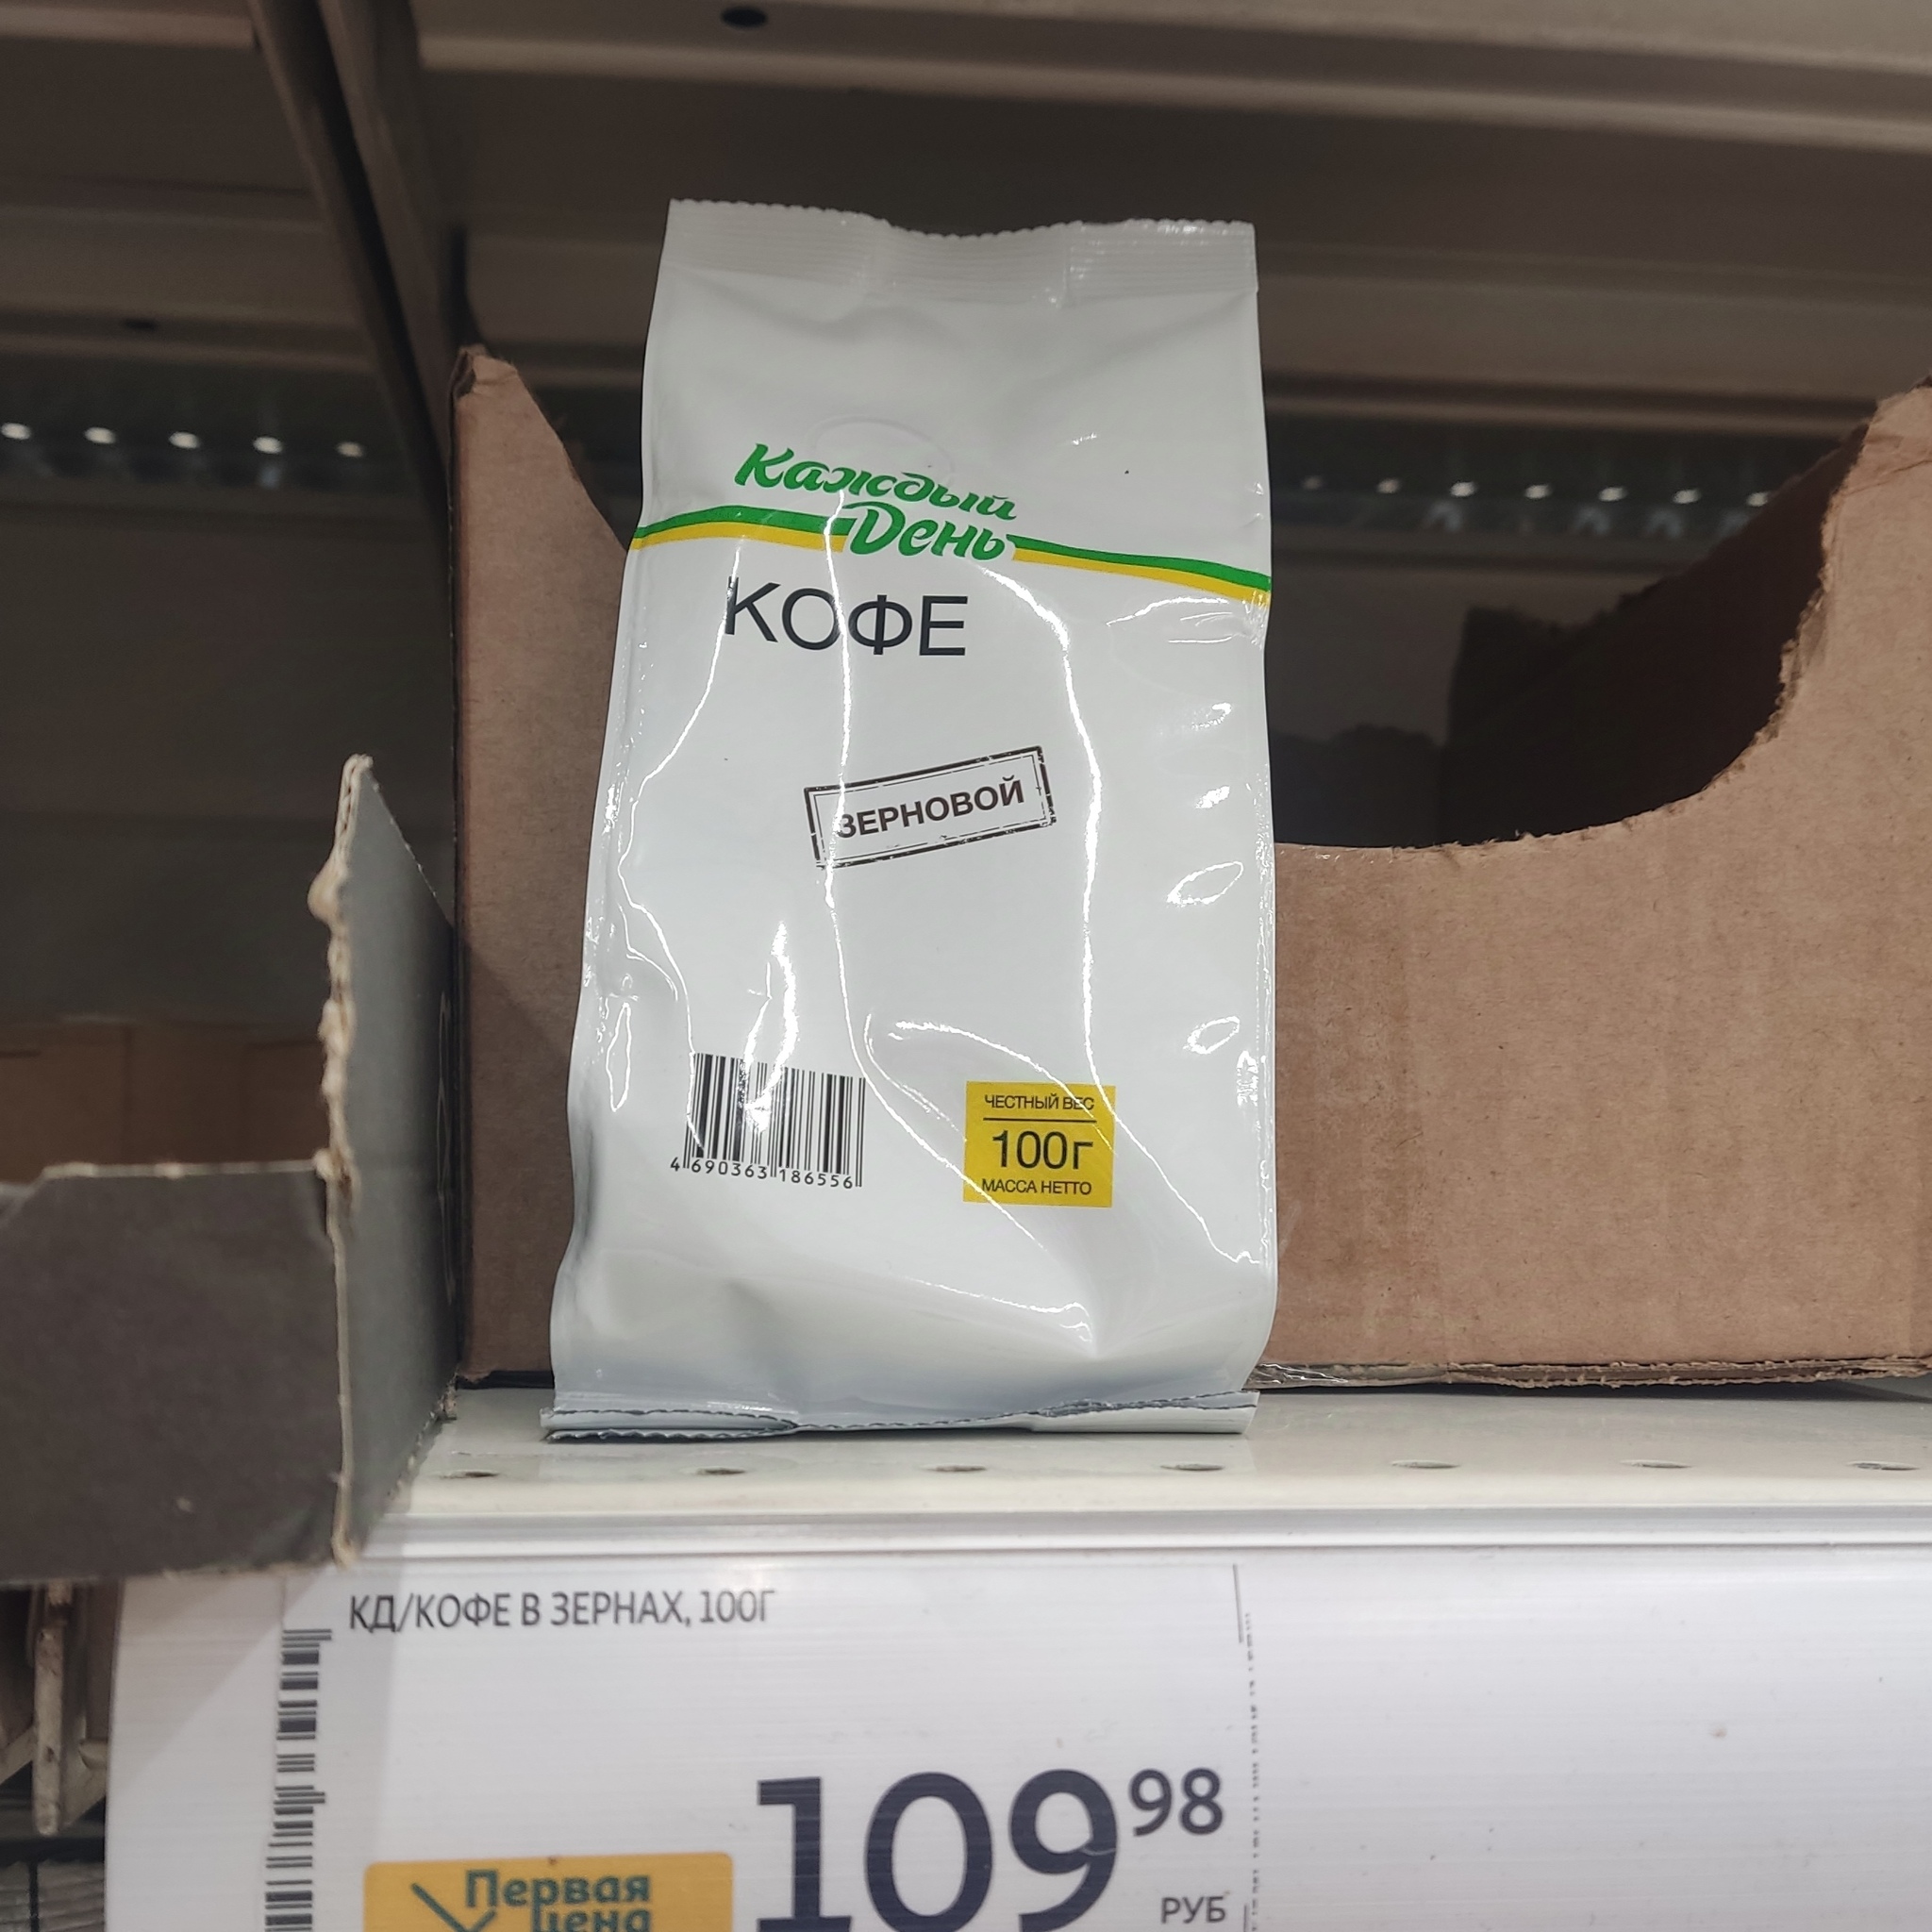 Каждый
День
КОФЕ
ЗЕРНОВОЙ
4 690363 186556
ЧЕСТНЫЙ ВЕС
100г
МАССА НЕТТО
КД/КОФЕ В ЗЕРНАХ, 100Г
109 98
РУБ
Первая
цена